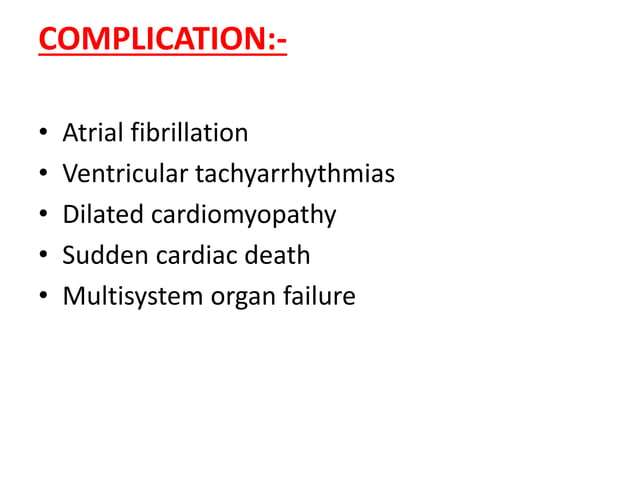 COMPLICATION:-
• Atrial fibrillation
• Ventricular tachyarrhythmias
• Dilated cardiomyopathy
• Sudden cardiac death
• Multisystem organ failure